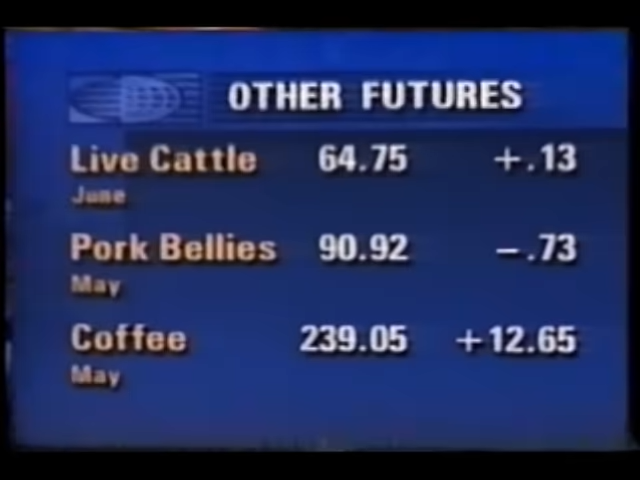 OTHER FUTURES
Live Cattle 64.75 +.13
June
Pork Bellies 90.92 -.73
May
Coffee 239.05 +12.65
May